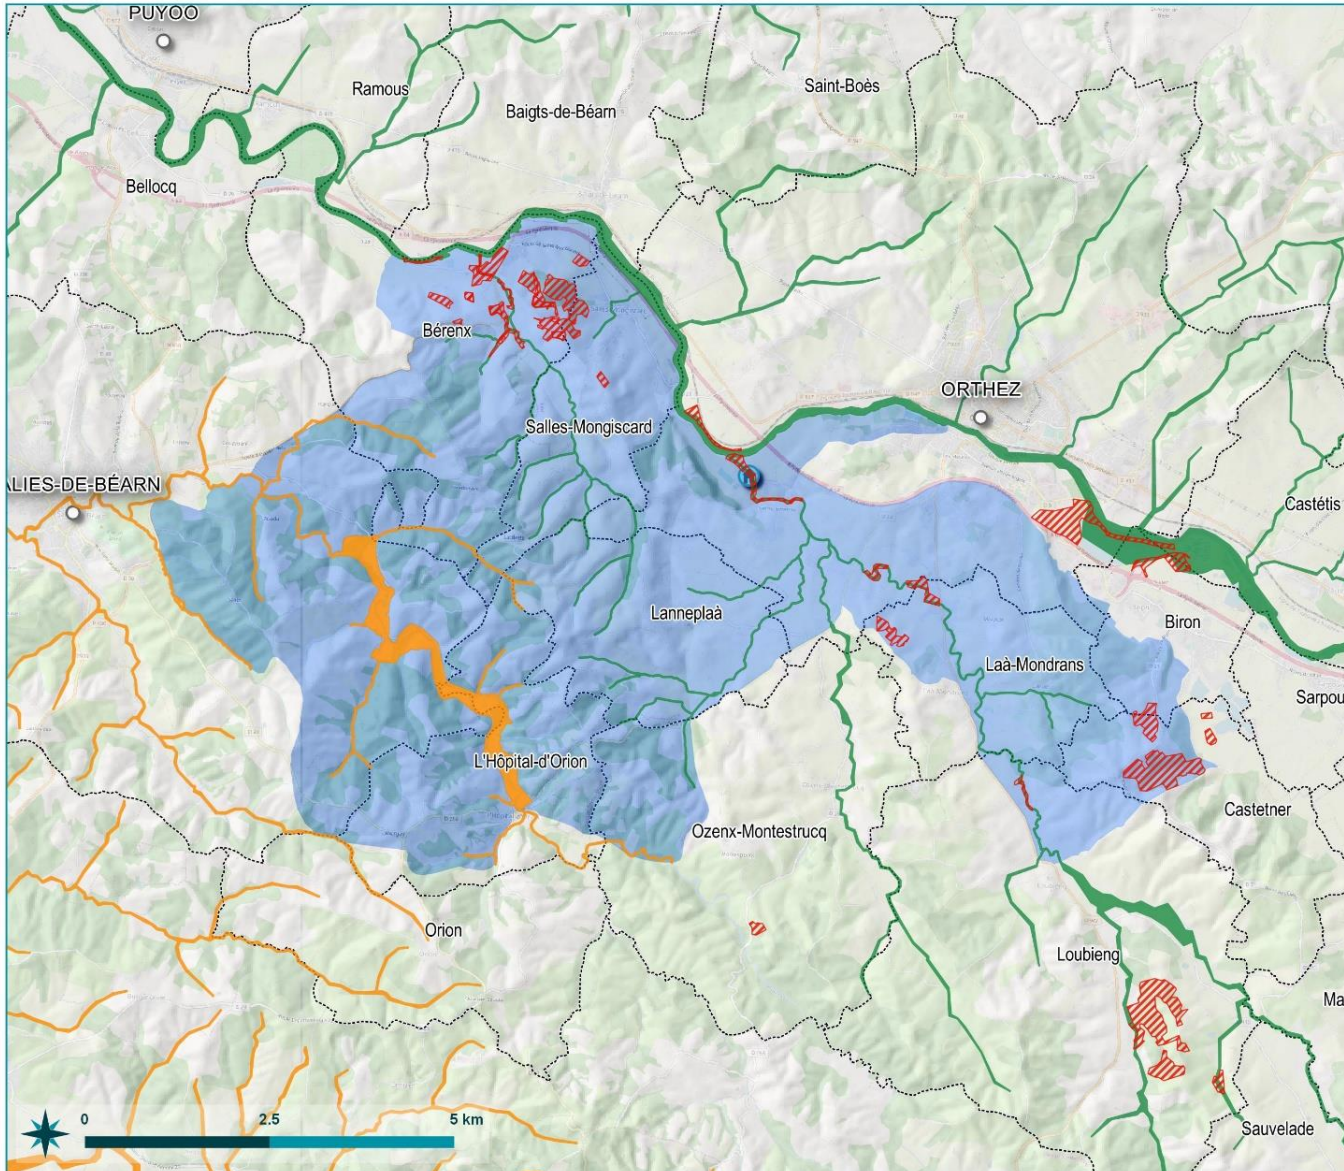 PUYOO
Ramous
Saint-Boès
Baigts-de-Béarn
Bellocq
Bérenx
ORTHEZ
Salles-Mongiscard
ALIES-DE-BÉARN
Castétis
Lanneplaà
Biron
Laà-Mondrans
Sarpou
L'Hôpital-d'Orion
Castetner
Ozenx-Montestrucq
Orion
Loubieng
Ma
0 2.5 5 km
Sauvelade